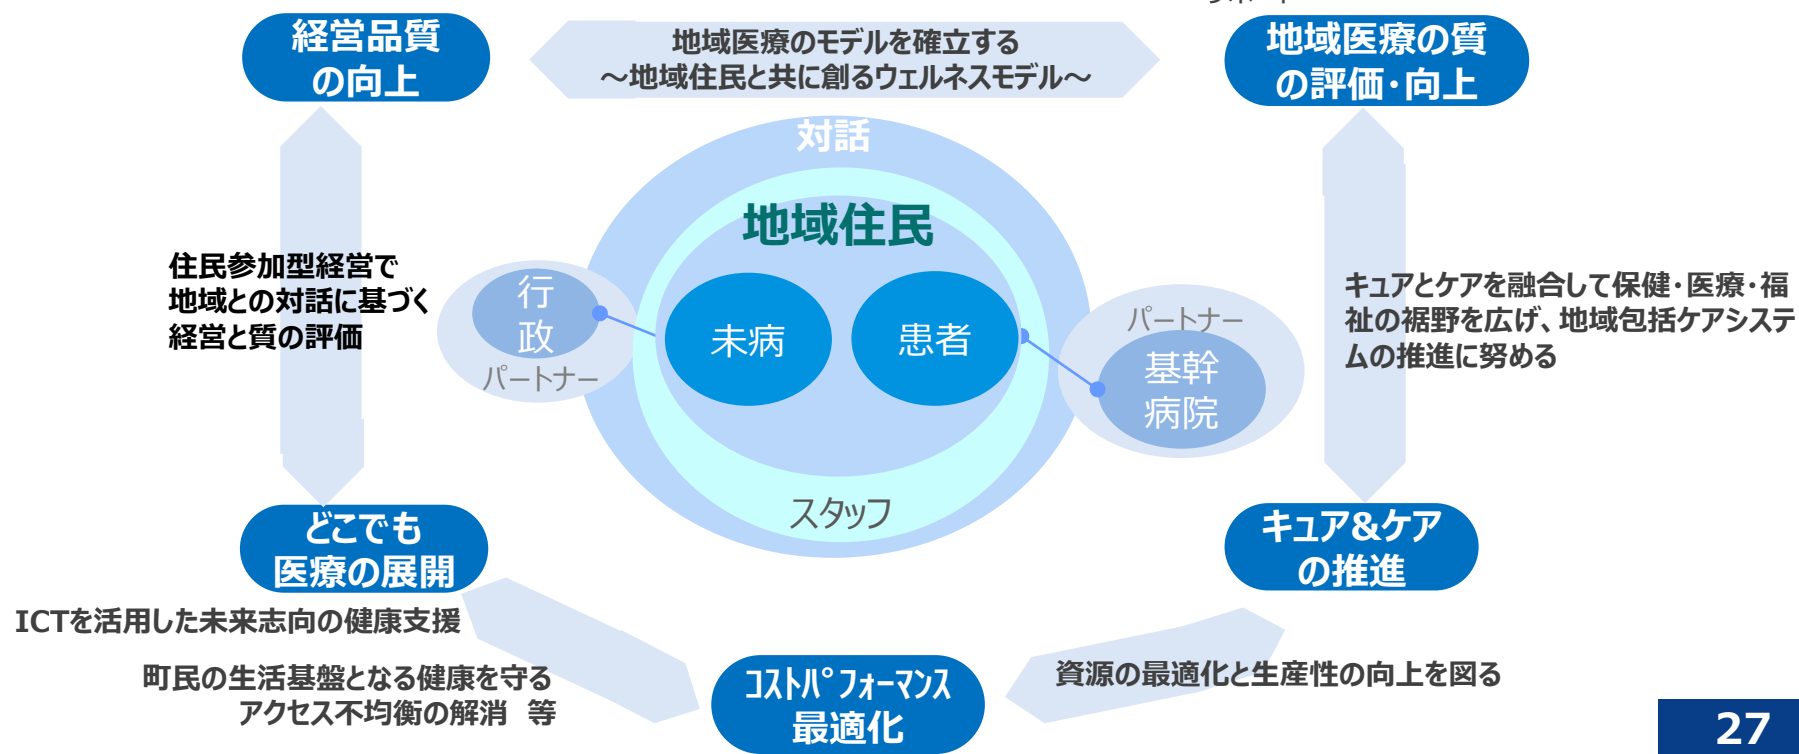 経営品質
の向上
地域医療のモデルを確立する
～地域住民と共に創るウェルネスモデル～
地域医療の質
の評価・向上
対話
地域住民
住民参加型経営で
地域との対話に基づく
経営と質の評価
行
政
パートナー
未病
患者
パートナー
基幹
病院
キュアとケアを融合して保健・医療・福
祉の裾野を広げ、地域包括ケアシステ
ムの推進に努める
スタッフ
どこでも
医療の展開
キュア&ケア
の推進
ICTを活用した未来志向の健康支援
町民の生活基盤となる健康を守る
アクセス不均衡の解消 等
コストパフォーマンス
最適化
資源の最適化と生産性の向上を図る
27